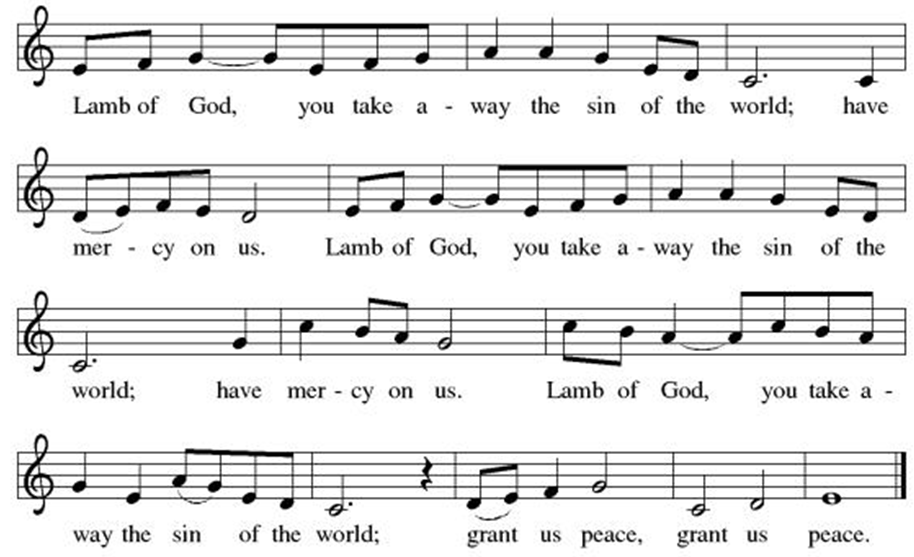 Lamb of God, you take a - way the sin of the world; have
mer - cy on us. Lamb of God, you take a - way the sin of the
world; have mer - cy on us. Lamb of God, you take a -
way the sin of the world; grant us peace, grant us peace.